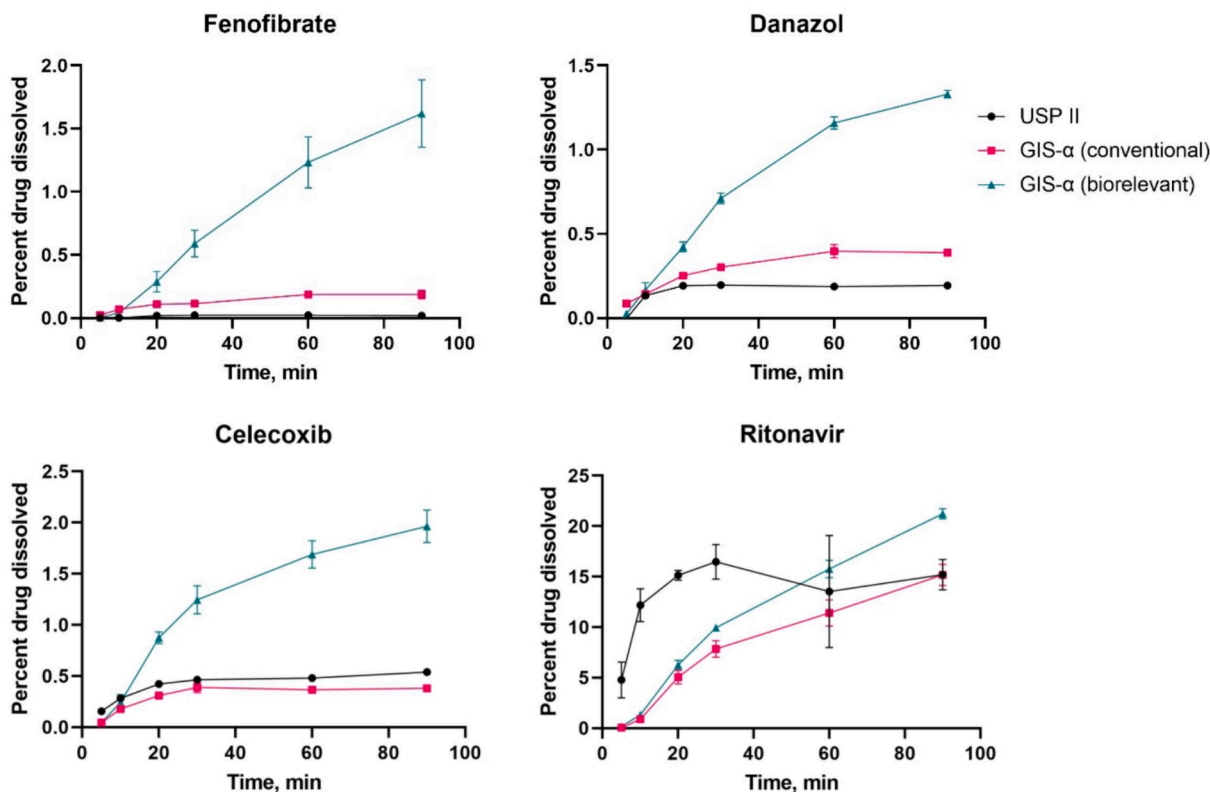 Fenofibrate
Percent drug dissolved
2.0
1.5
1.0
0.5
0.0
0 20 40 60 80 100
Time, min
Danazol
Percent drug dissolved
1.5
1.0
0.5
0.0
0 20 40 60 80 100
Time, min
USP II
GIS-α (conventional)
GIS-α (biorelevant)
Celecoxib
Percent drug dissolved
2.5
2.0
1.5
1.0
0.5
0.0
0 20 40 60 80 100
Time, min
Ritonavir
Percent drug dissolved
25
20
15
10
5
0
0 20 40 60 80 100
Time, min